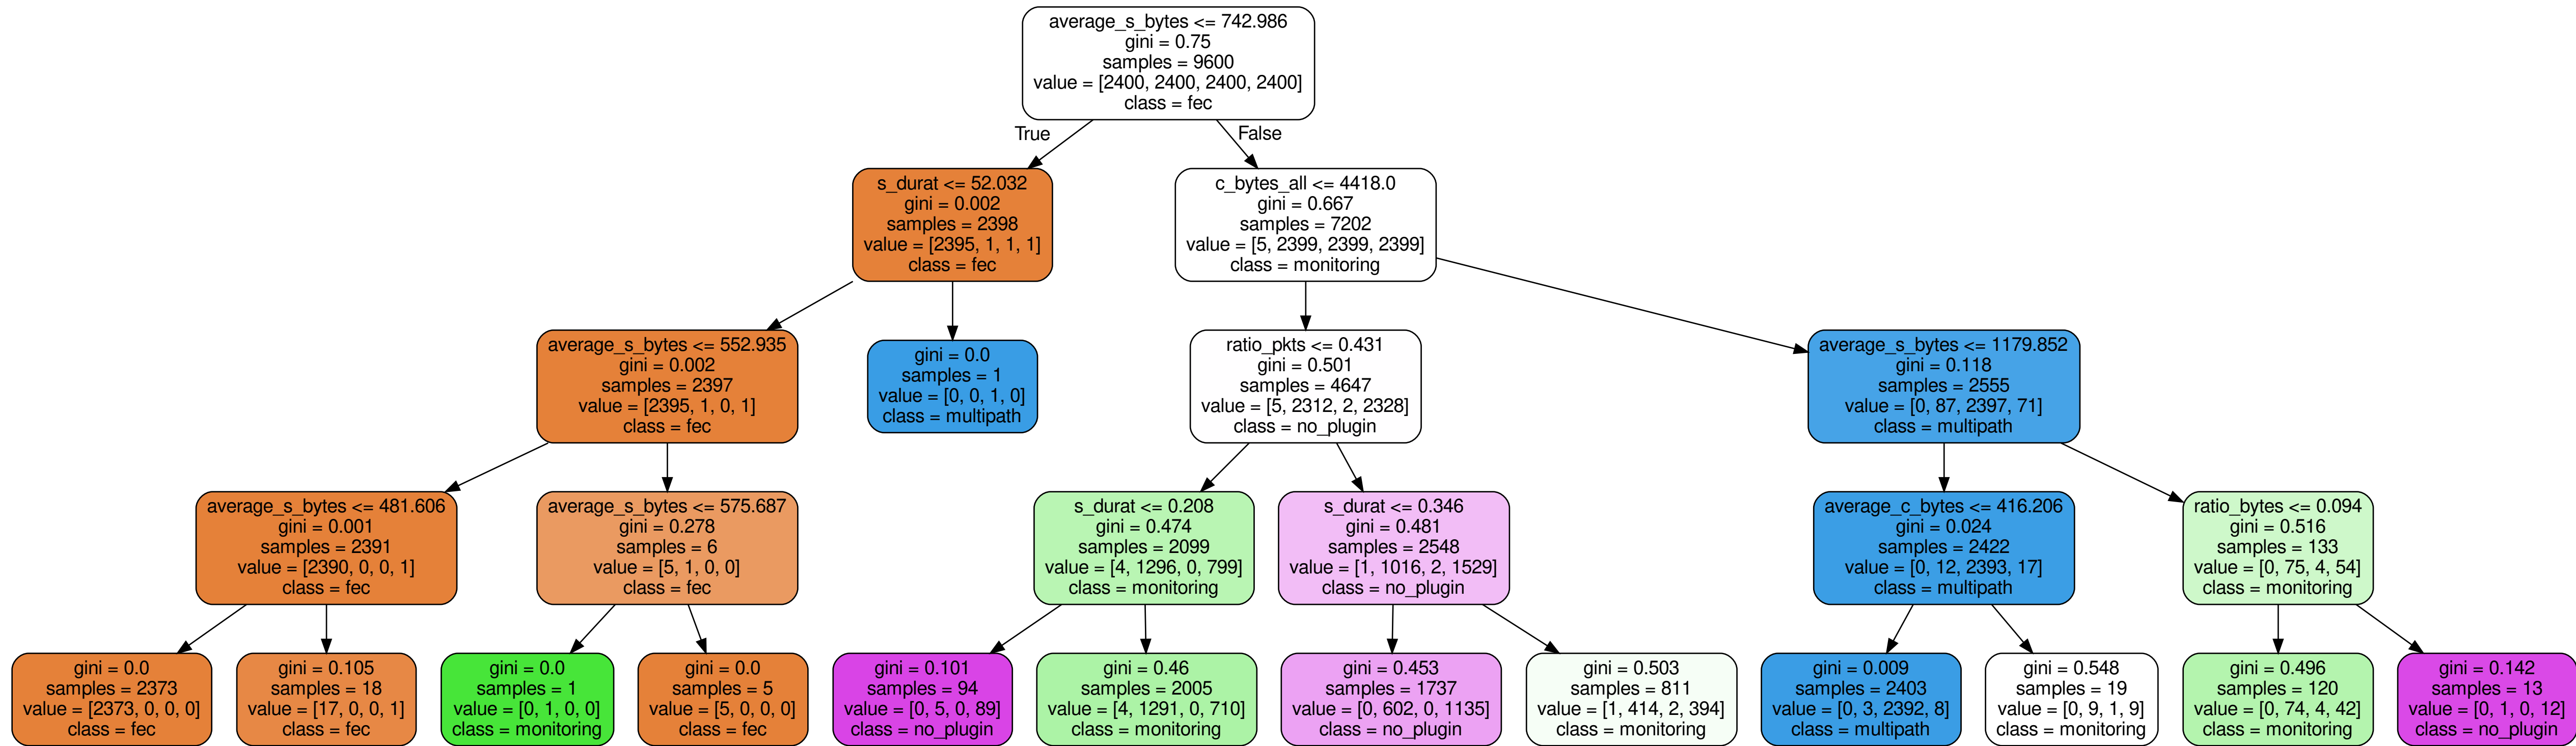 average_s_bytes <= 742.986
gini = 0.75
samples = 9600
value = [2400, 2400, 2400, 2400]
class = fec
True
False
s_durat <= 52.032
gini = 0.002
samples = 2398
value = [2395, 1, 1, 1]
class = fec
c_bytes_all <= 4418.0
gini = 0.667
samples = 7202
value = [5, 2399, 2399, 2399]
class = monitoring
average_s_bytes <= 552.935
gini = 0.002
samples = 2397
value = [2395, 1, 0, 1]
class = fec
gini = 0.0
samples = 1
value = [0, 0, 1, 0]
class = multipath
ratio_pkts <= 0.431
gini = 0.501
samples = 4647
value = [5, 2312, 2, 2328]
class = no_plugin
average_s_bytes <= 1179.852
gini = 0.118
samples = 2555
value = [0, 87, 2397, 71]
class = multipath
average_s_bytes <= 481.606
gini = 0.001
samples = 2391
value = [2390, 0, 0, 1]
class = fec
average_s_bytes <= 575.687
gini = 0.278
samples = 6
value = [5, 1, 0, 0]
class = fec
s_durat <= 0.208
gini = 0.474
samples = 2099
value = [4, 1296, 0, 799]
class = monitoring
s_durat <= 0.346
gini = 0.481
samples = 2548
value = [1, 1016, 2, 1529]
class = no_plugin
average_c_bytes <= 416.206
gini = 0.024
samples = 2422
value = [0, 12, 2393, 17]
class = multipath
ratio_bytes <= 0.094
gini = 0.516
samples = 133
value = [0, 75, 4, 54]
class = monitoring
gini = 0.0
samples = 2373
value = [2373, 0, 0, 0]
class = fec
gini = 0.105
samples = 18
value = [17, 0, 0, 1]
class = fec
gini = 0.0
samples = 1
value = [0, 1, 0, 0]
class = monitoring
gini = 0.0
samples = 5
value = [5, 0, 0, 0]
class = fec
gini = 0.101
samples = 94
value = [0, 5, 0, 89]
class = no_plugin
gini = 0.46
samples = 2005
value = [4, 1291, 0, 710]
class = monitoring
gini = 0.453
samples = 1737
value = [0, 602, 0, 1135]
class = no_plugin
gini = 0.503
samples = 811
value = [1, 414, 2, 394]
class = monitoring
gini = 0.009
samples = 2403
value = [0, 3, 2392, 8]
class = multipath
gini = 0.548
samples = 19
value = [0, 9, 1, 9]
class = monitoring
gini = 0.496
samples = 120
value = [0, 74, 4, 42]
class = monitoring
gini = 0.142
samples = 13
value = [0, 1, 0, 12]
class = no_plugin